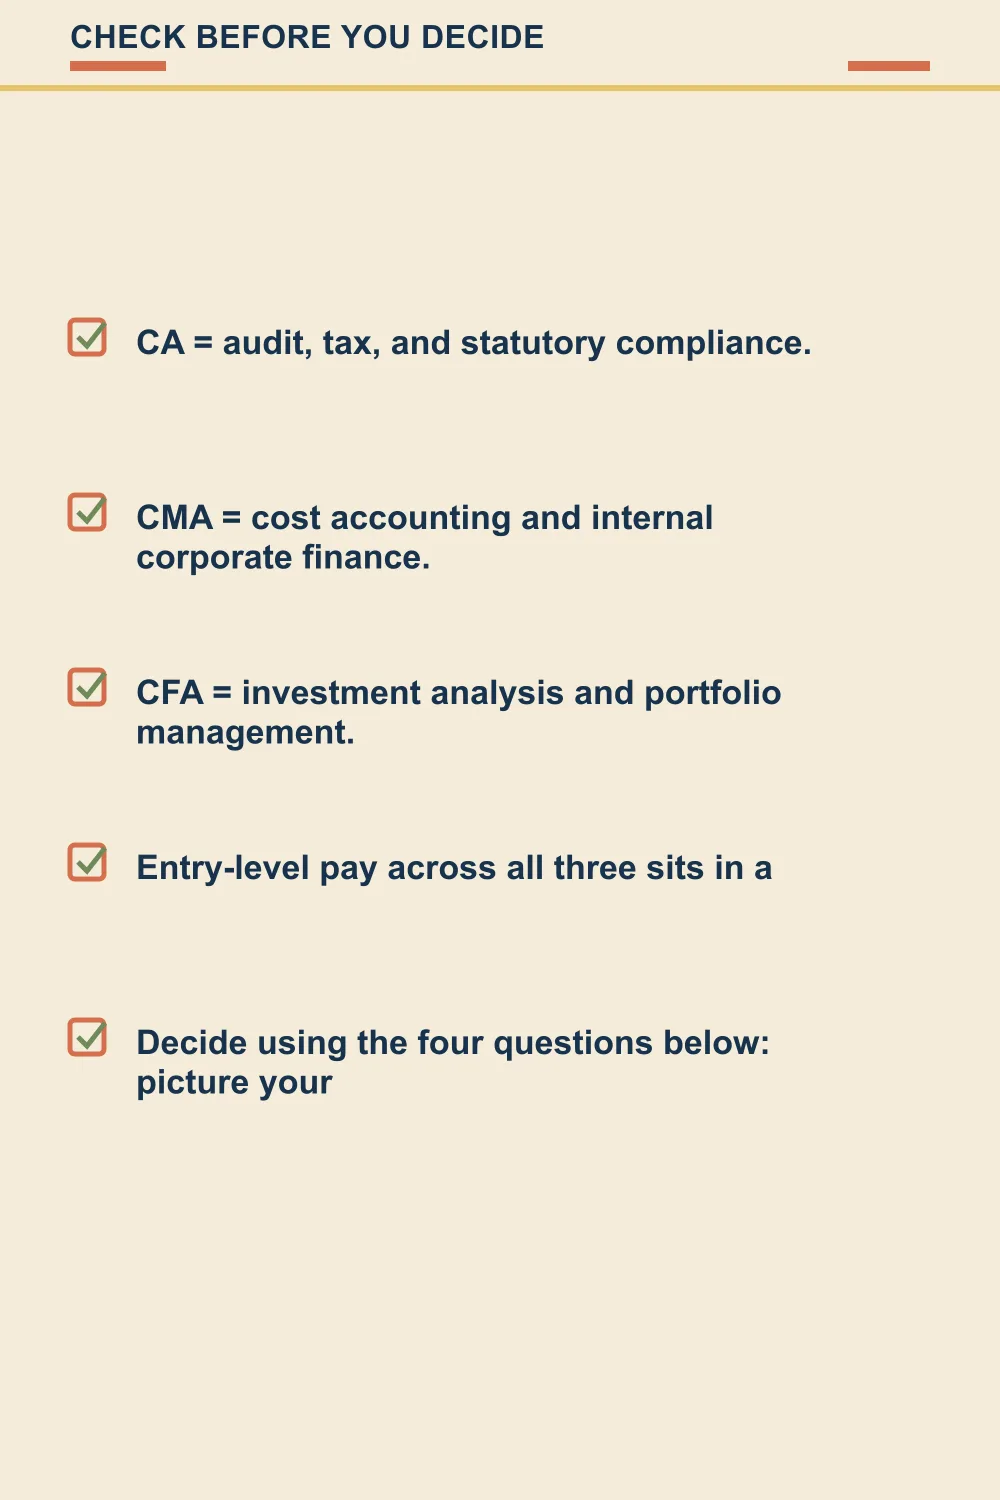 CHECK BEFORE YOU DECIDE
CA = audit, tax, and statutory compliance.
CMA = cost accounting and internal
corporate finance.
CFA = investment analysis and portfolio
management.
Entry-level pay across all three sits in a
Decide using the four questions below:
picture your